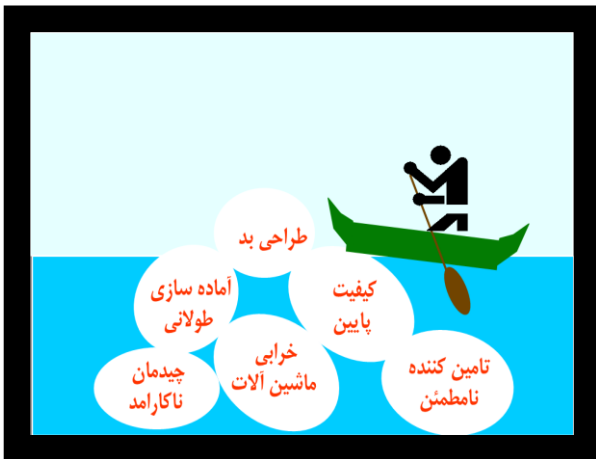 طراحی بد
آماده سازی
طولانی
کیفیت
پایین
خرابی
ماشین آلات
چیدمان
ناکارامد
تامین کننده
نامطمئن